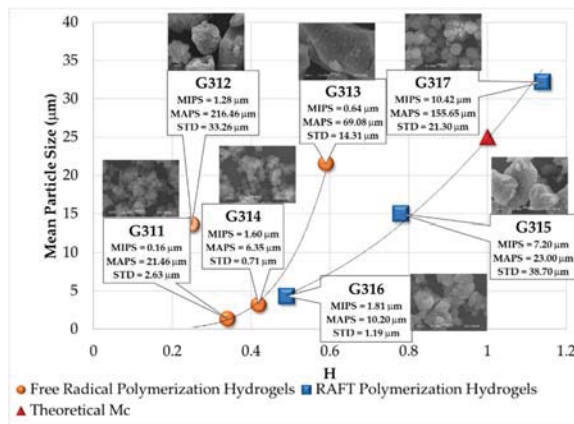 Mean Particle Size (μm)
40
35
30
25
20
15
10
5
0
G312
MIPS = 1.28 μm
MAPS = 216.46 μm
STD = 33.26 μm
G313
MIPS = 0.64 μm
MAPS = 69.08 μm
STD = 14.31 μm
G317
MIPS = 10.42 μm
MAPS = 155.65 μm
STD = 21.30 μm
G311
MIPS = 0.16 μm
MAPS = 21.46 μm
STD = 2.63 μm
G314
MIPS = 1.60 μm
MAPS = 6.35 μm
STD = 0.71 μm
G315
MIPS = 7.20 μm
MAPS = 23.00 μm
STD = 38.70 μm
G316
MIPS = 1.81 μm
MAPS = 10.20 μm
STD = 1.19 μm
0 0.2 0.4 0.6 0.8 1 1.2
H
Free Radical Polymerization Hydrogels RAFT Polymerization Hydrogels
Theoretical Mc